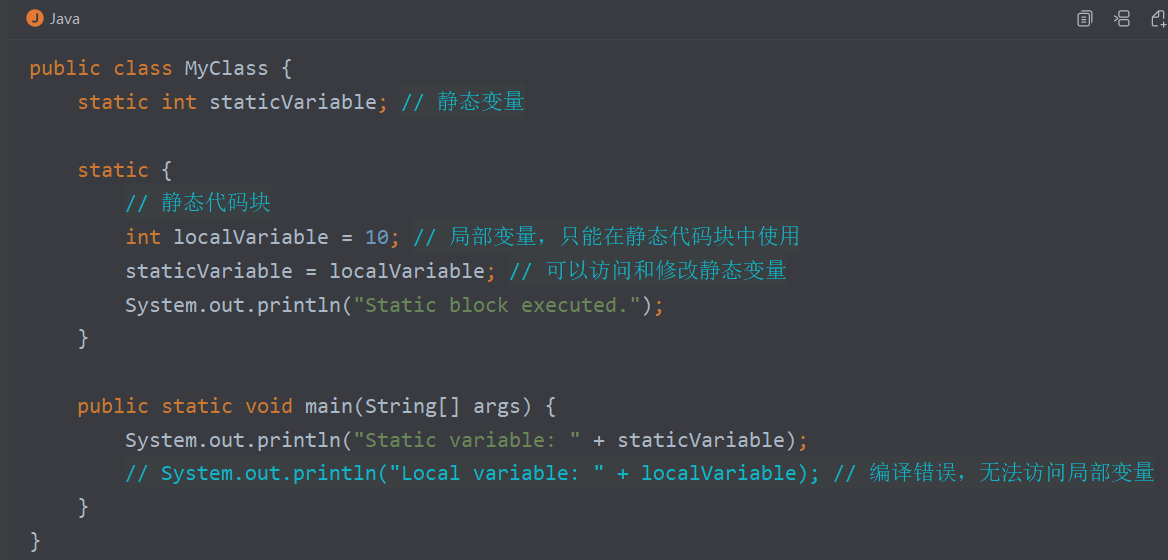 Java
public class MyClass {
static int staticVariable; // 静态变量
static {
// 静态代码块
int localVariable = 10; // 局部变量，只能在静态代码块中使用
staticVariable = localVariable; // 可以访问和修改静态变量
System.out.println("Static block executed.");
}
public static void main(String[] args) {
System.out.println("Static variable: " + staticVariable);
// System.out.println("Local variable: " + localVariable); // 编译错误，无法访问局部变量
}
}